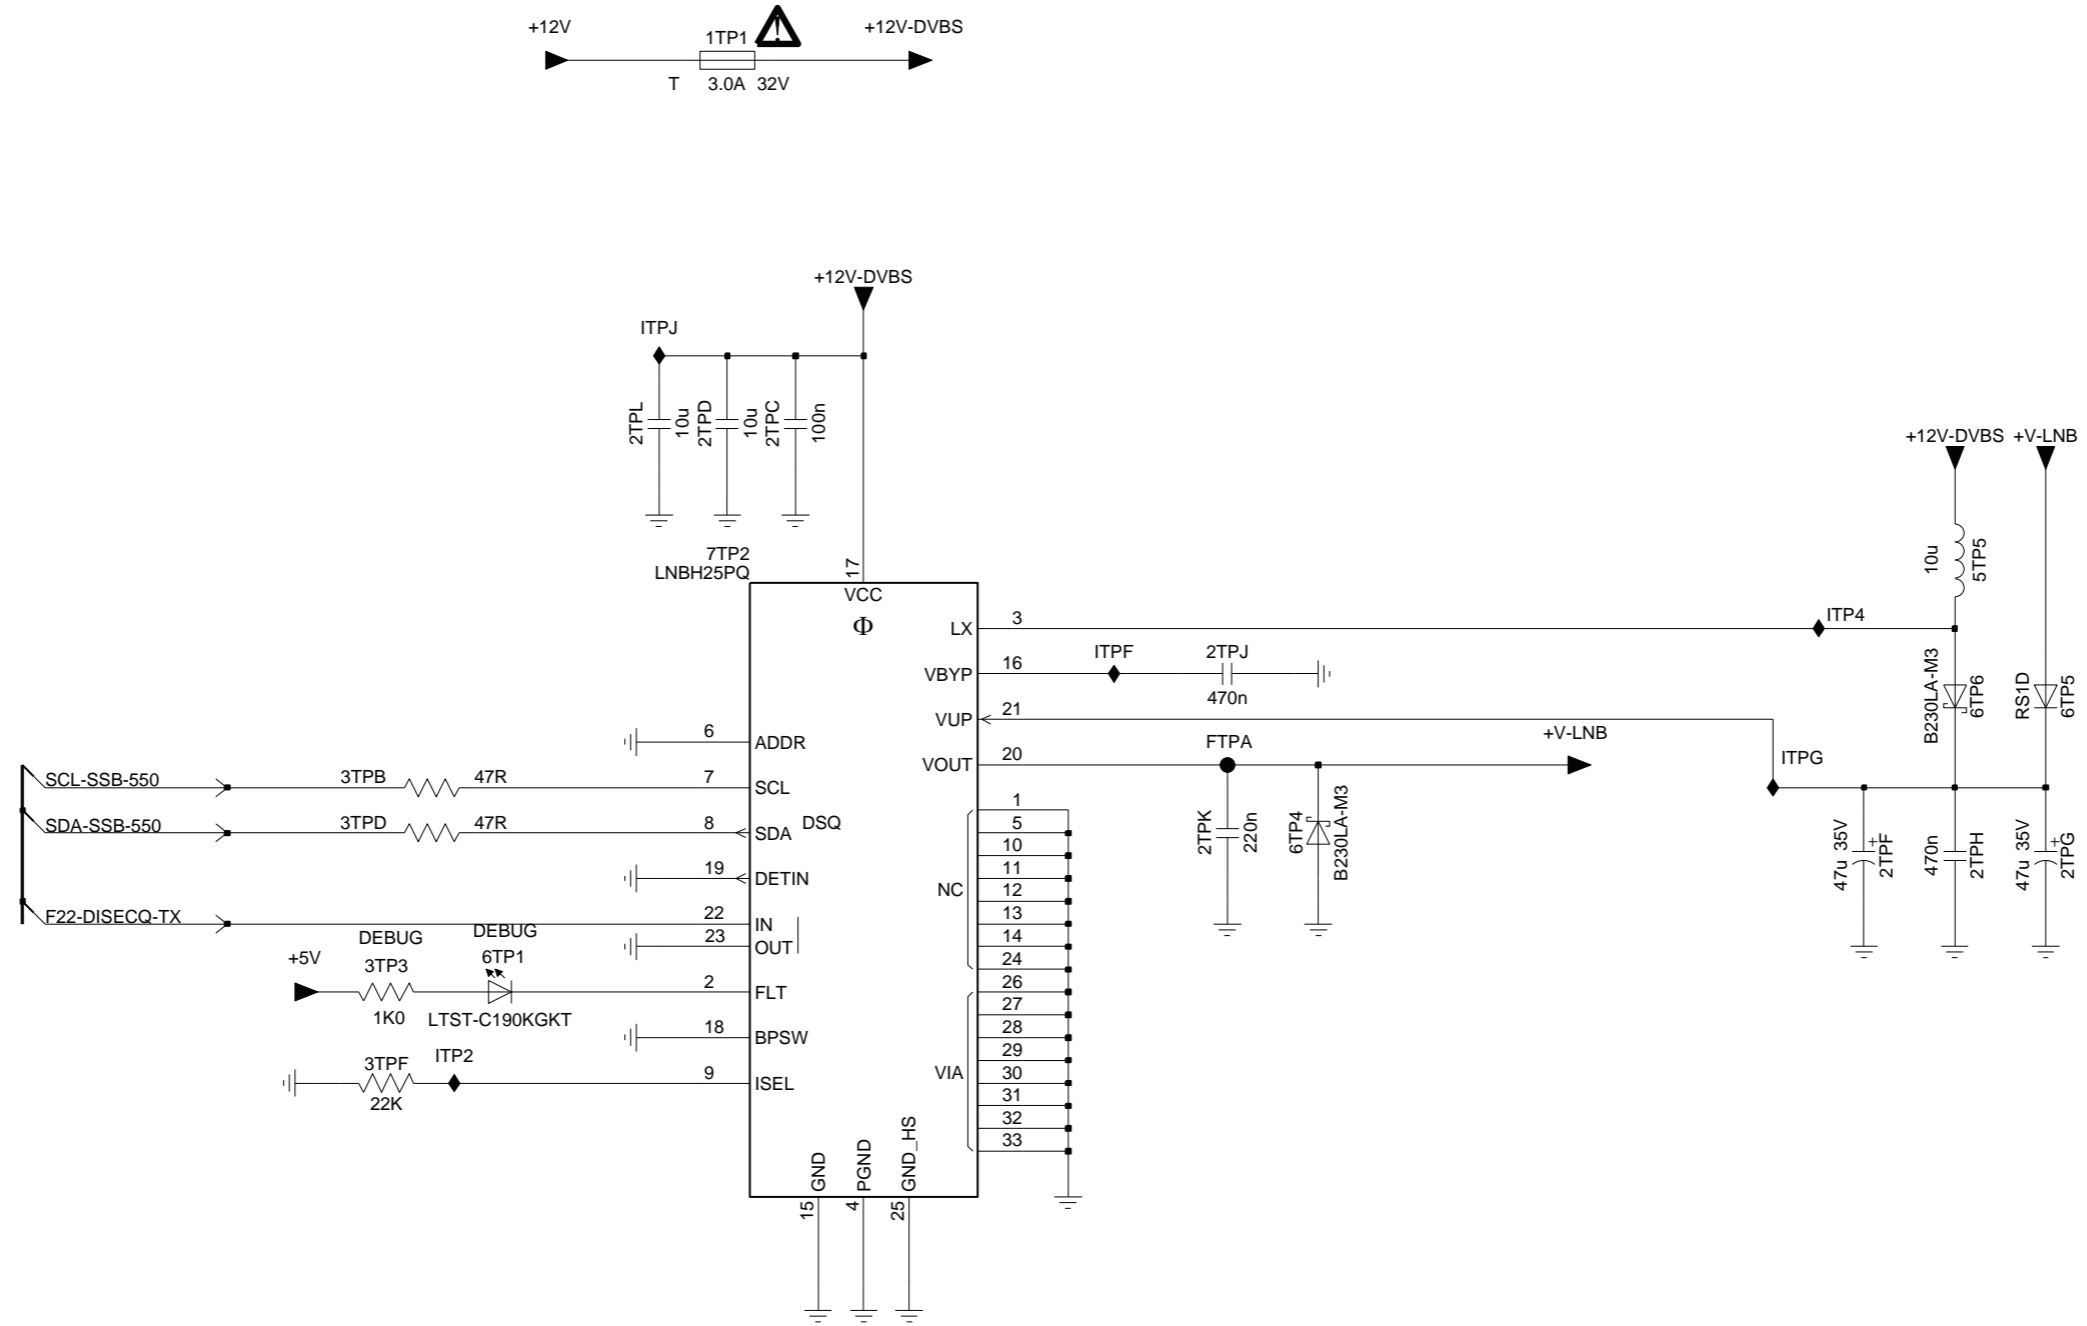 +12V
1TP1
+12V-DVBS
T 3.0A 32V
+12V-DVBS
ITPJ
2TPL
10u
2TPD
10u
2TPC
100n
+12V-DVBS +V-LNB
10u
5TP5
7TP2
LNBH25PQ
17
VCC
Φ
LX
3
ITP4
VBYP
16
ITPF
2TPJ
470n
B230LA-M3
6TP6
RS1D
6TP5
VUP
21
VOUT
20
FTPA
+V-LNB
ITPG
6
ADDR
SCL-SSB-550
3TPB
47R
7
SCL
SDA-SSB-550
3TPD
47R
8
SDA
DSQ
19
DETIN
F22-DISECQ-TX
22
IN
23
OUT
2TPK
220n
6TP4
B230LA-M3
47u 35V
+
2TPF
470n
2TPH
47u 35V
+
2TPG
+5V
DEBUG
3TP3
1K0
DEBUG
6TP1
LTST-C190KGKT
2
FLT
18
BPSW
3TPF
22K
ITP2
9
ISEL
NC
1
5
10
11
12
13
14
24
VIA
26
27
28
29
30
31
32
33
GND
PGND
GND_HS
15
4
25